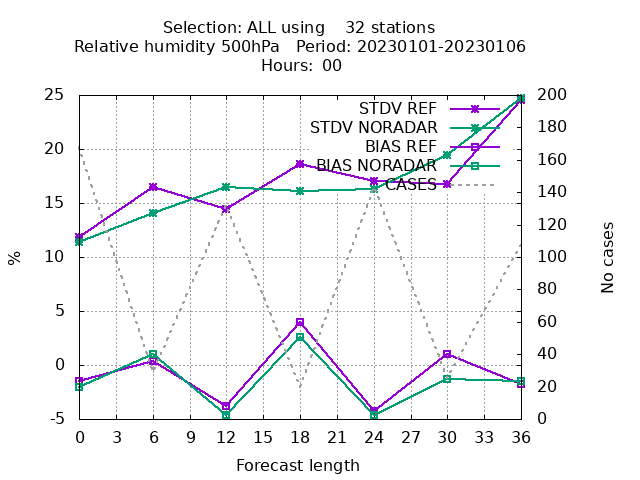 Selection: ALL using    32 stations
Relative humidity 500hPa   Period: 20230101-20230106
Hours: 00
25
20
15
10
5
0
-5
%
STDV REF
STDV NORADAR
BIAS REF
BIAS NORADAR
CASES
200
180
160
140
120
100
80
60
40
20
0
No cases
0 3 6 9 12 15 18 21 24 27 30 33 36
Forecast length